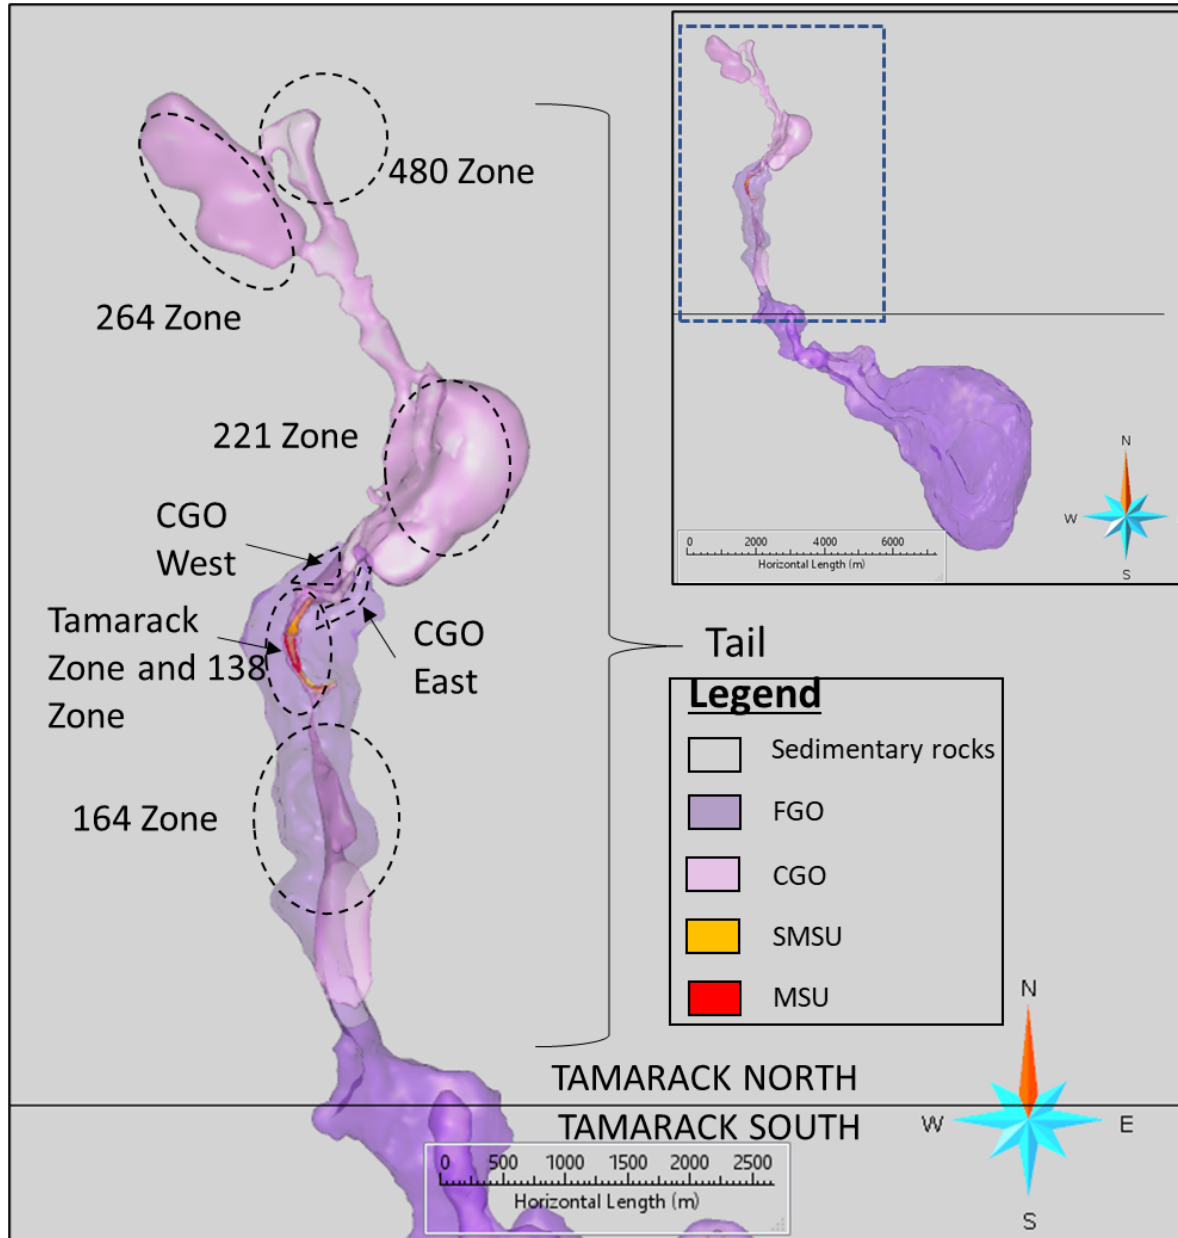 480 Zone
264 Zone
221 Zone
CGO
West
Tamarack
Zone and 138
Zone
CGO
East
164 Zone
Tail
N
W
S
0 2000 4000 6000
Horizontal Length (m)
Legend
Sedimentary rocks
FGO
CGO
SMSU
MSU
TAMARACK NORTH
TAMARACK SOUTH
N
W E
S
0 500 1000 1500 2000 2500
Horizontal Length (m)